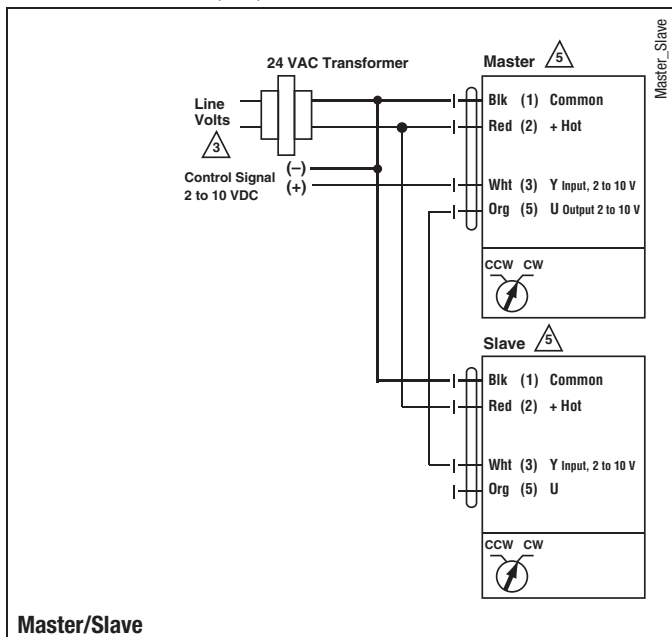 Master_Slave
24 VAC Transformer
Master 5
Line
Volts
3
Control Signal
2 to 10 VDC
(–)
(+)
Blk (1) Common
Red (2) + Hot
Wht (3) Y Input, 2 to 10 V
Org (5) U Output 2 to 10 V
CCW CW
Slave 5
Blk (1) Common
Red (2) + Hot
Wht (3) Y Input, 2 to 10 V
Org (5) U
CCW CW
Master/Slave